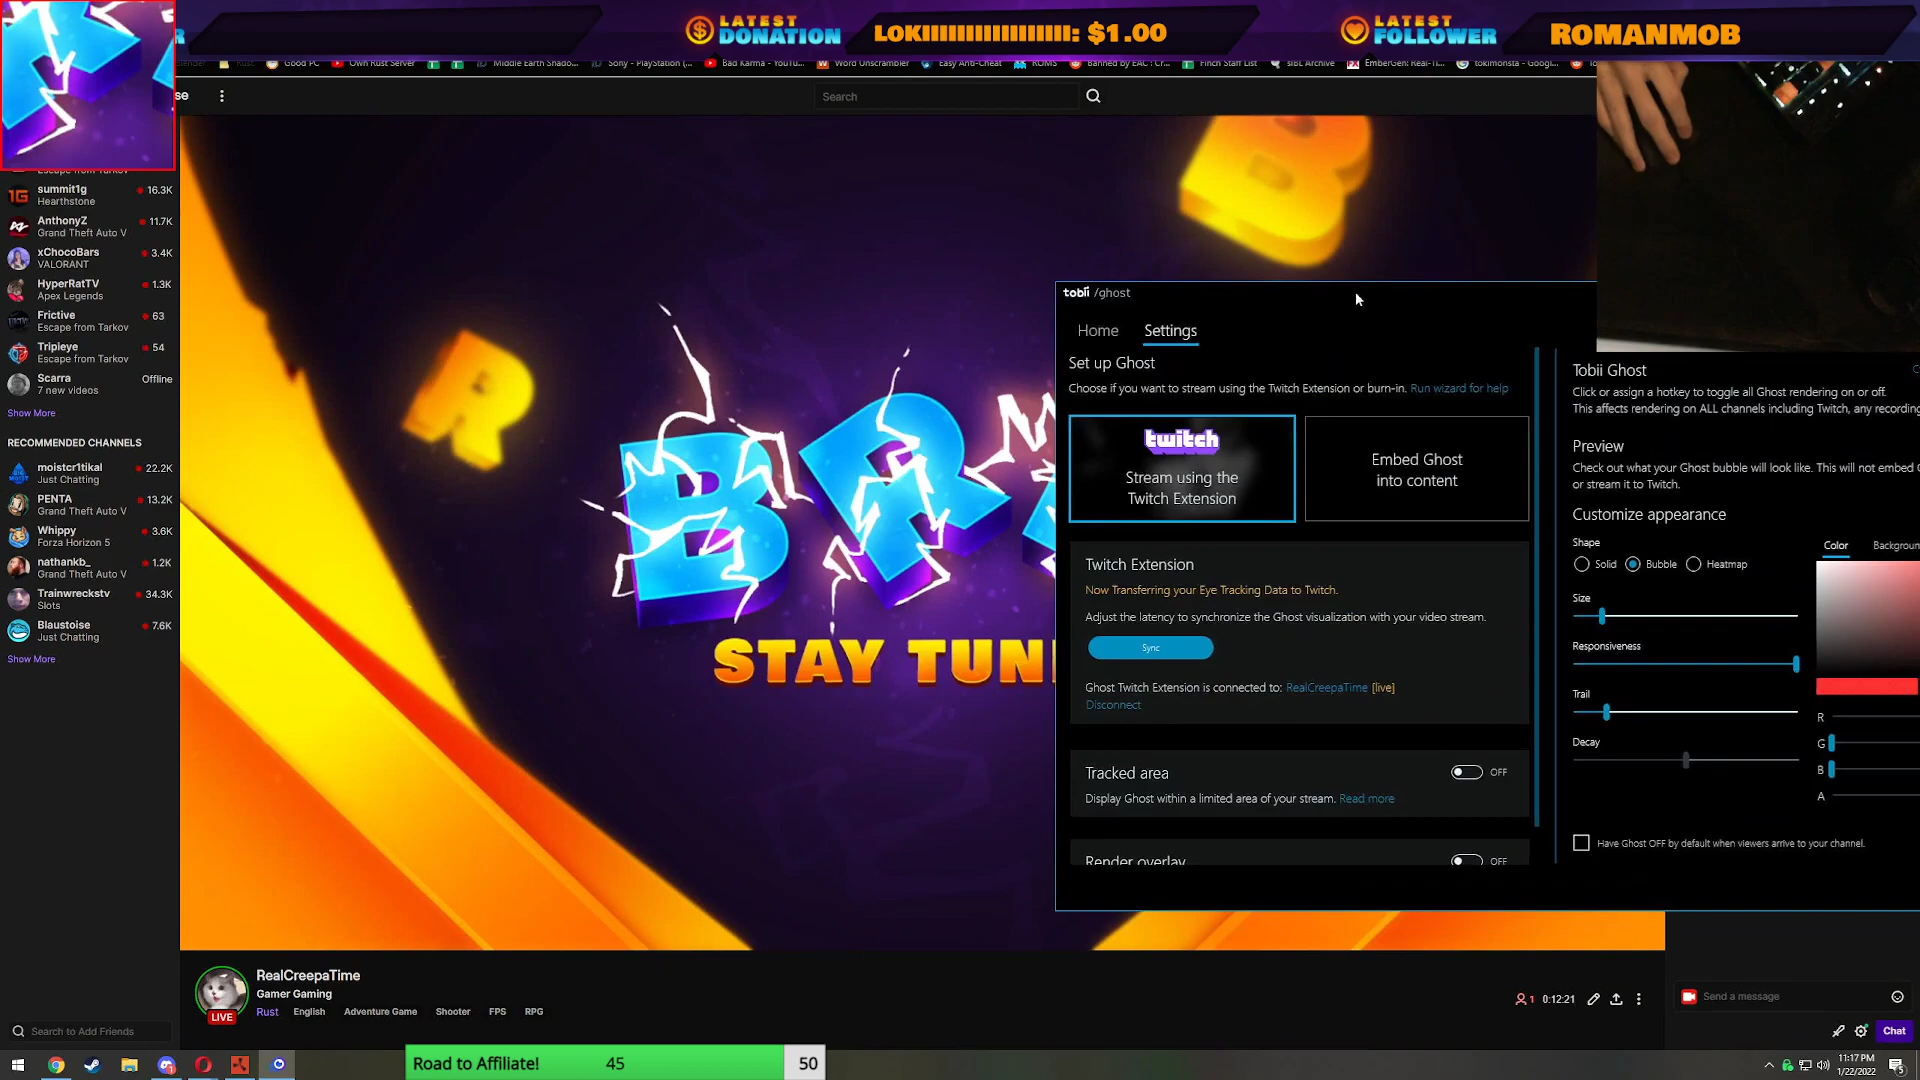 LATEST
DONATION
LOKIIIIIIIIIIIIIIIIIII: $1.00
LATEST
FOLLOWER
ROMANMOB
Good PC
Own Rust Server
Middle Earth Shado...
Sony - PlayStation (...
Bad Karma - YouTu...
Word Unscrambler
Easy Anti-Cheat
ROMS
Banned by EAC : Cr...
Finch Staff List
sIBL Archive
EmberGen: Real-Ti...
tokimonsta - Googl...
se
Search
Escape from Tarkov
summit1g
16.3K
Hearthstone
AnthonyZ
11.7K
Grand Theft Auto V
xChocoBars
3.4K
VALORANT
HyperRatTV
1.3K
Apex Legends
Frictive
63
Escape from Tarkov
Tripieye
54
Escape from Tarkov
Scarra
Offline
7 new videos
Show More
RECOMMENDED CHANNELS
moistcr1tikal
22.2K
Just Chatting
PENTA
13.2K
Grand Theft Auto V
Whippy
3.6K
Forza Horizon 5
nathankb_
1.2K
Grand Theft Auto V
Trainwreckstv
34.3K
Slots
Blaustoise
7.6K
Just Chatting
Show More
Search to Add Friends
B
R
BR
STAY TUN
tobii /ghost
Home
Settings
Set up Ghost
Choose if you want to stream using the Twitch Extension or burn-in. Run wizard for help
twitch
Stream using the
Twitch Extension
Embed Ghost
into content
Twitch Extension
Now Transferring your Eye Tracking Data to Twitch.
Adjust the latency to synchronize the Ghost visualization with your video stream.
Sync
Ghost Twitch Extension is connected to: RealCreepaTime [live]
Disconnect
Tracked area
OFF
Display Ghost within a limited area of your stream. Read more
Render overlay
OFF
Tobii Ghost
Click or assign a hotkey to toggle all Ghost rendering on or off.
This affects rendering on ALL channels including Twitch, any recording
Preview
Check out what your Ghost bubble will look like. This will not embed
or stream it to Twitch.
Customize appearance
Shape
Solid
Bubble
Heatmap
Color
Backgroun
Size
Responsiveness
Trail
Decay
R
G
B
A
Have Ghost OFF by default when viewers arrive to your channel.
RealCreepaTime
Gamer Gaming
LIVE
Rust
English
Adventure Game
Shooter
FPS
RPG
1
0:12:21
Send a message
Chat
Road to Affiliate!
45
50
11:17 PM
1/22/2022
5